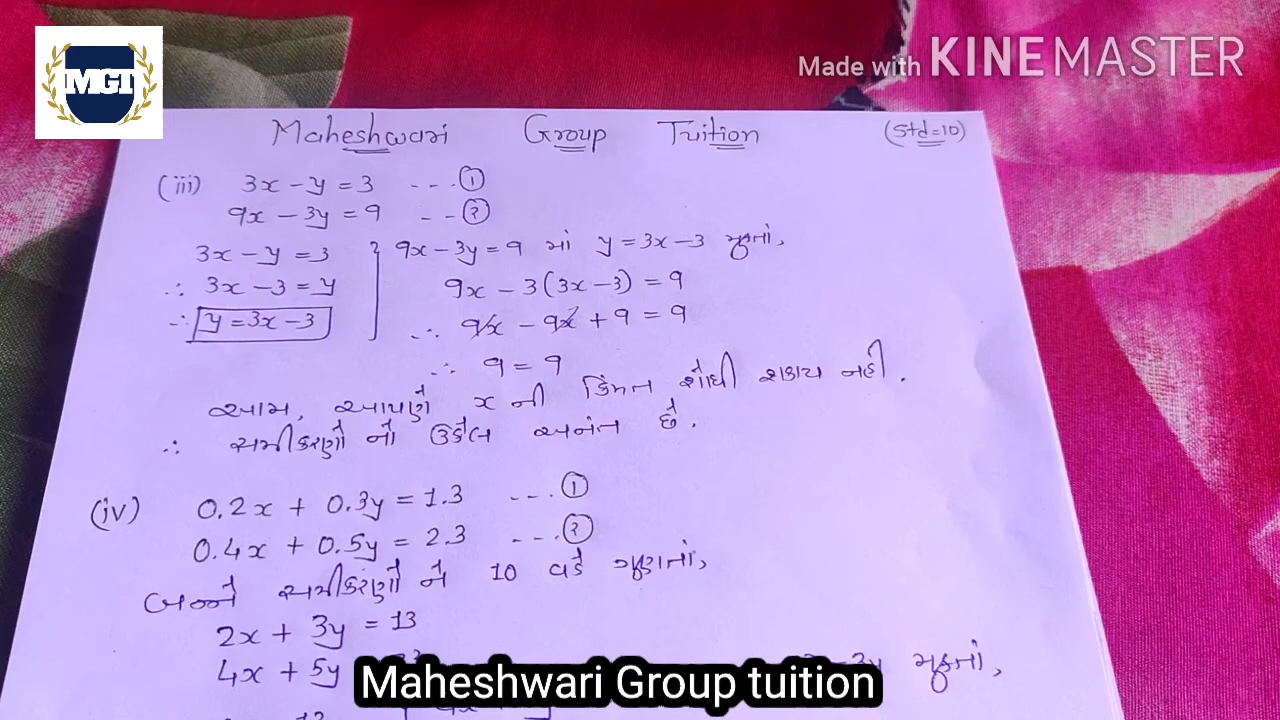 MGI
Made with KINEMASTER
Maheshwari Group Tuition (Std=10)
(iii) 3x - y = 3 ---①
9x - 3y = 9 --②
3x - y = 3
∴ 3x - 3 = y
∴ y = 3x - 3
9x - 3y = 9 માં y = 3x - 3 મુકતાં,
9x - 3(3x - 3) = 9
∴ 9x - 9x + 9 = 9
∴ 9 = 9
આમ, આપણે x ની કિંમત શોધી શકાય નહી.
∴ સમીકરણો નો ઉકેલ અનંત છે.
(iv) 0.2x + 0.3y = 1.3 ---①
0.4x + 0.5y = 2.3 ---②
બન્ને સમીકરણો ને 10 વડે ગુણતાં,
2x + 3y = 13
4x + 5y
મુકતાં,
Maheshwari Group tuition